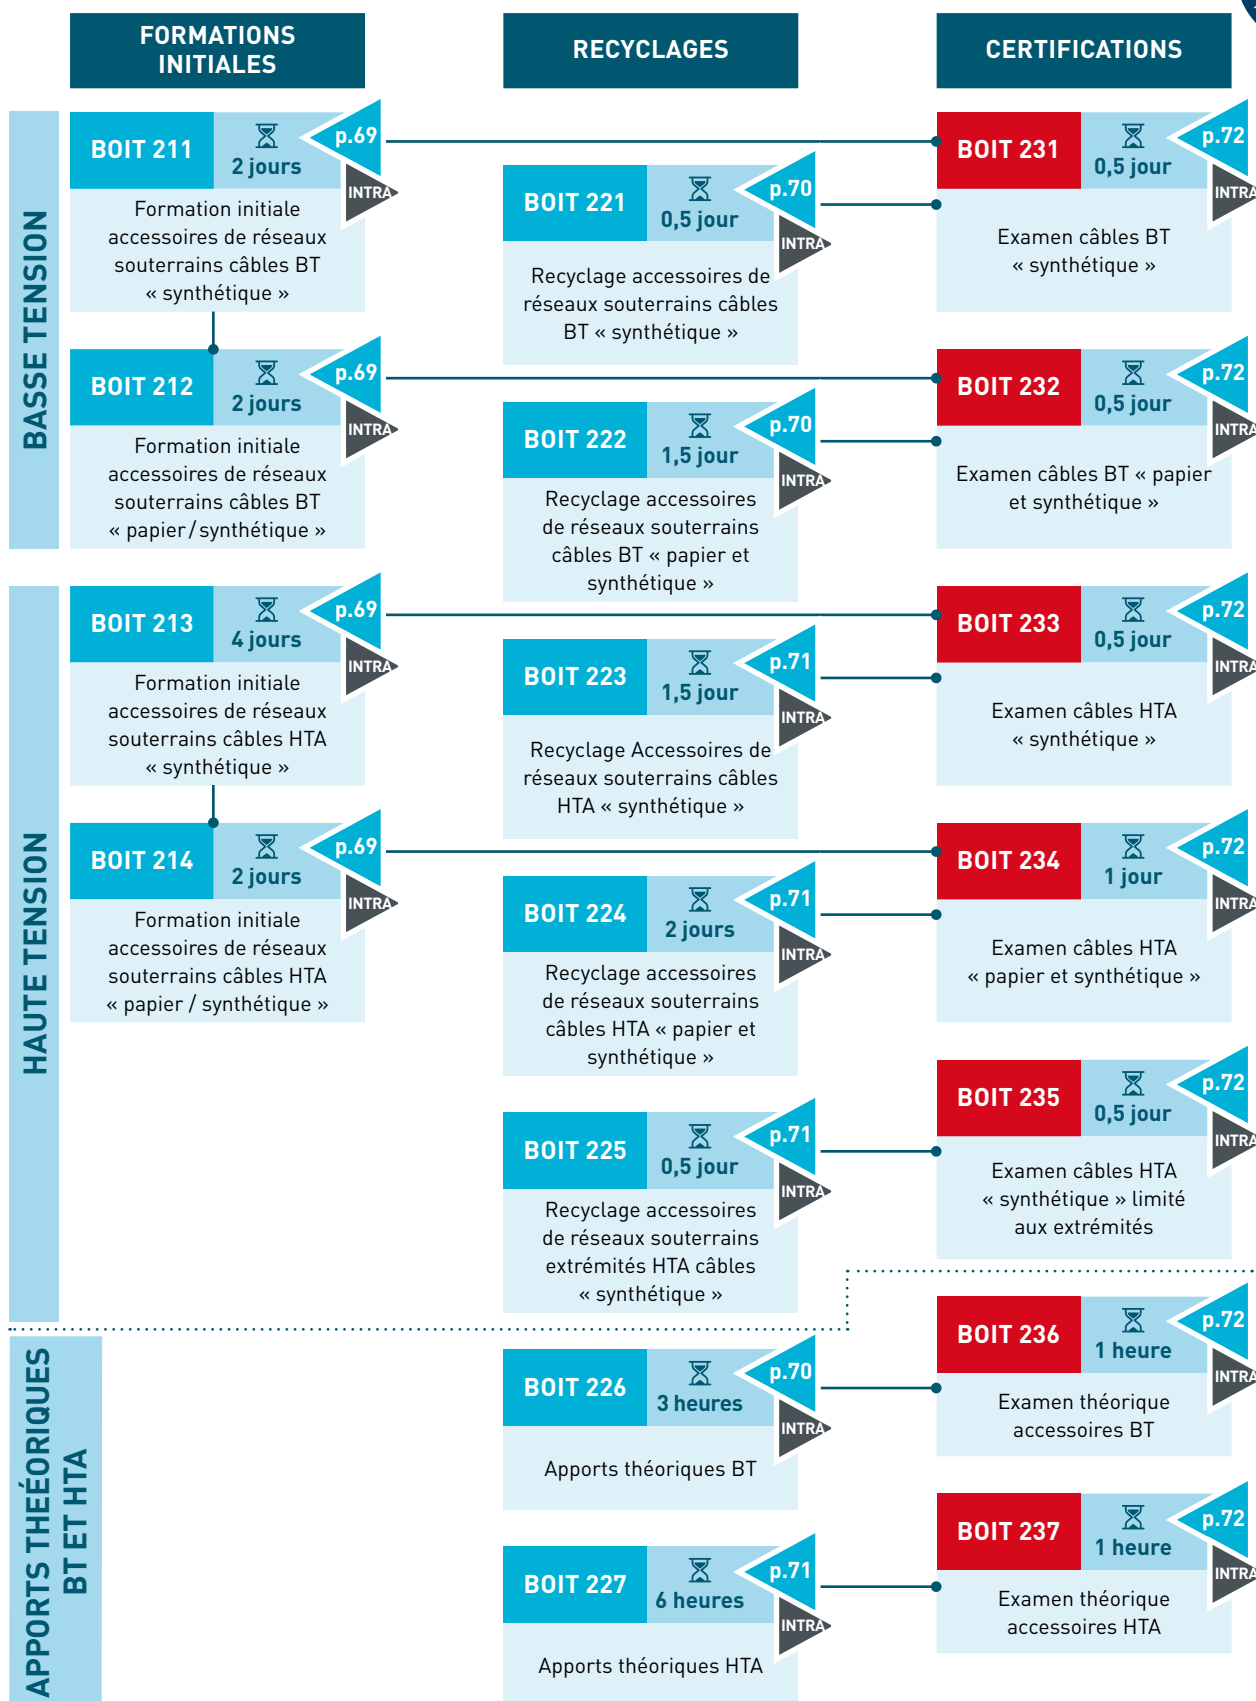 FORMATIONS
INITIALES
RECYCLAGES
CERTIFICATIONS
BASSE TENSION
BOIT 211
2 jours
p.69
INTRA
Formation initiale
accessoires de réseaux
souterrains câbles BT
« synthétique »
BOIT 221
0,5 jour
p.70
INTRA
Recyclage accessoires de
réseaux souterrains câbles
BT « synthétique »
BOIT 231
0,5 jour
p.72
INTRA
Examen câbles BT
« synthétique »
BOIT 212
2 jours
p.69
INTRA
Formation initiale
accessoires de réseaux
souterrains câbles BT
« papier / synthétique »
BOIT 222
1,5 jour
p.70
INTRA
Recyclage accessoires
de réseaux souterrains
câbles BT « papier et
synthétique »
BOIT 232
0,5 jour
p.72
INTRA
Examen câbles BT « papier
et synthétique »
HAUTE TENSION
BOIT 213
4 jours
p.69
INTRA
Formation initiale
accessoires de réseaux
souterrains câbles HTA
« synthétique »
BOIT 223
1,5 jour
p.71
INTRA
Recyclage Accessoires de
réseaux souterrains câbles
HTA « synthétique »
BOIT 233
0,5 jour
p.72
INTRA
Examen câbles HTA
« synthétique »
BOIT 214
2 jours
p.69
INTRA
Formation initiale
accessoires de réseaux
souterrains câbles HTA
« papier / synthétique »
BOIT 224
2 jours
p.71
INTRA
Recyclage accessoires
de réseaux souterrains
câbles HTA « papier et
synthétique »
BOIT 234
1 jour
p.72
INTRA
Examen câbles HTA
« papier et synthétique »
BOIT 225
0,5 jour
p.71
INTRA
Recyclage accessoires
de réseaux souterrains
extrémités HTA câbles
« synthétique »
BOIT 235
0,5 jour
p.72
INTRA
Examen câbles HTA
« synthétique » limité
aux extrémités
APPORTS THEÉORIQUES
BT ET HTA
BOIT 226
3 heures
p.70
INTRA
Apports théoriques BT
BOIT 236
1 heure
p.72
INTRA
Examen théorique
accessoires BT
BOIT 227
6 heures
p.71
INTRA
Apports théoriques HTA
BOIT 237
1 heure
p.72
INTRA
Examen théorique
accessoires HTA